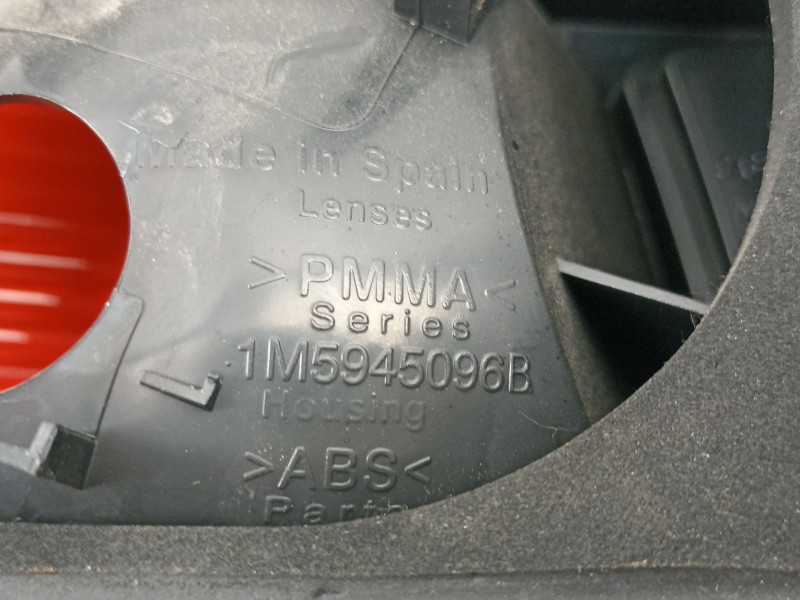 Made in Spain
Lenses
>PMMA<
Series
1M5945096B
Housing
>ABS<